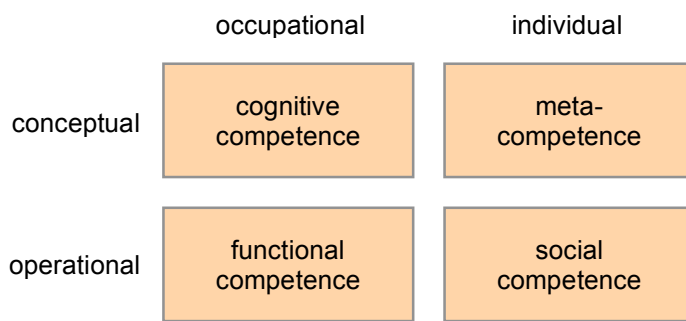 occupational individual
conceptual
cognitive
competence
meta-
competence
operational
functional
competence
social
competence